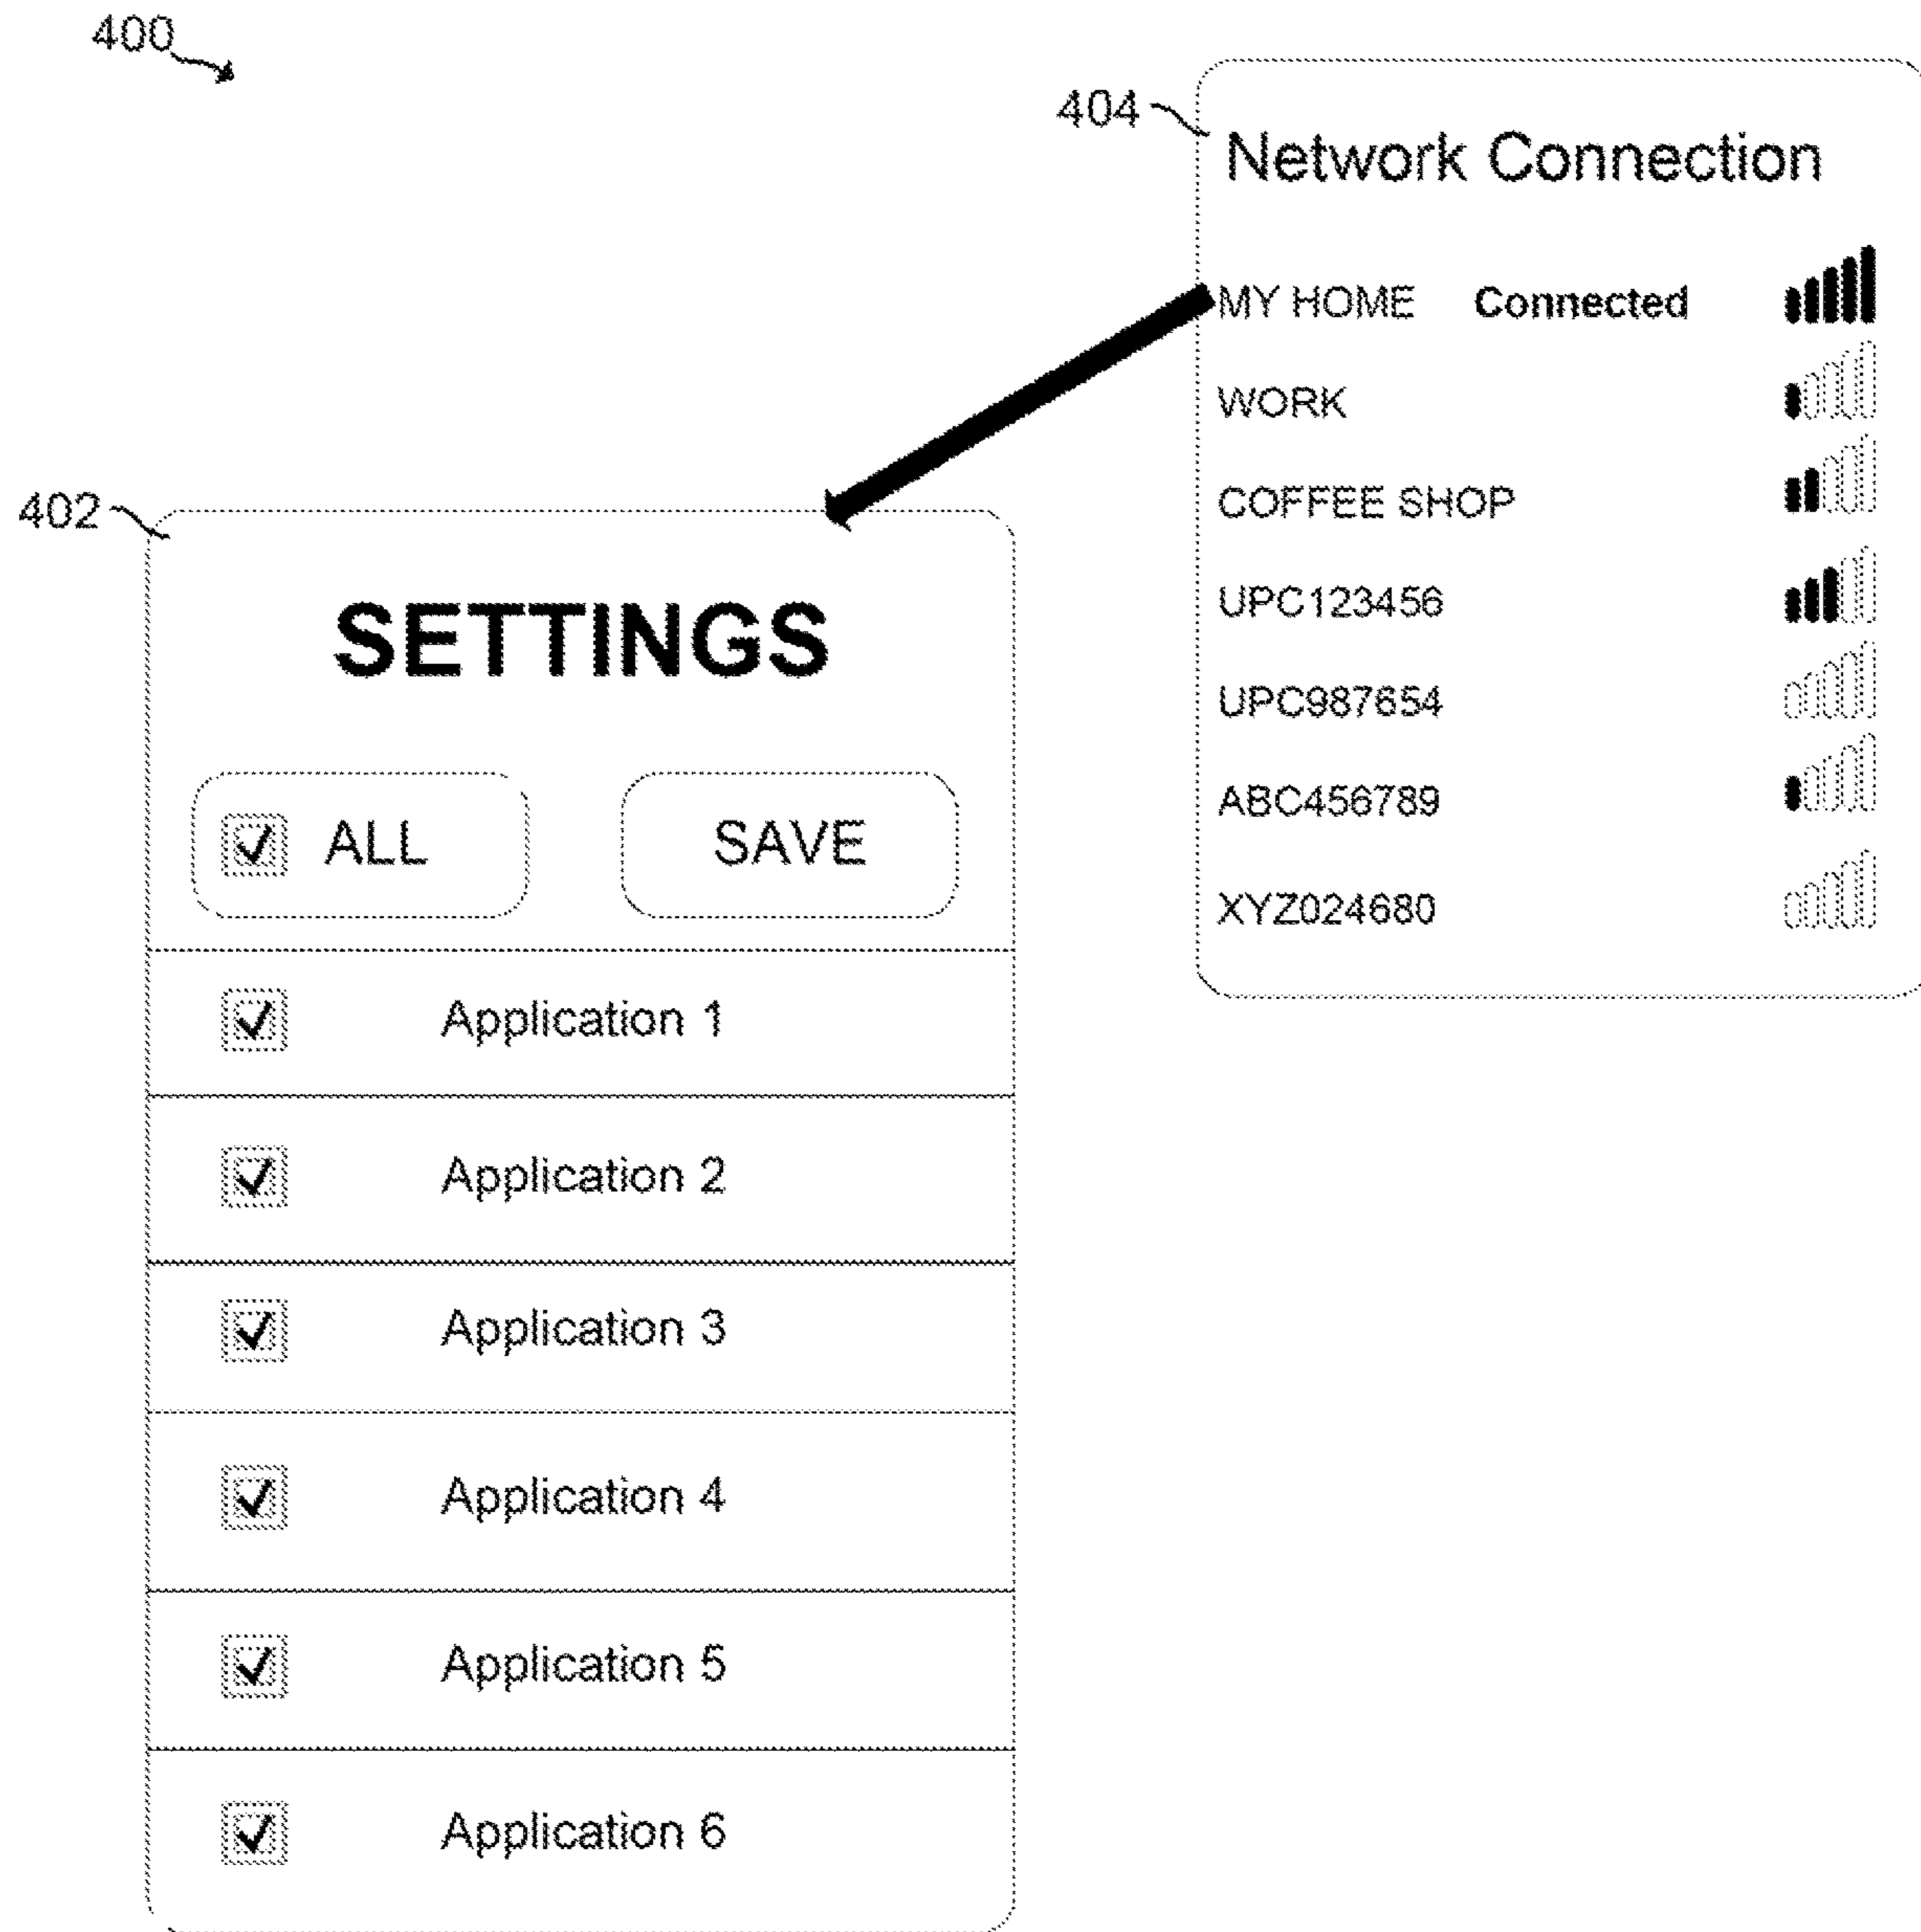 400
404
Network Connection
MY HOME Connected
WORK
COFFEE SHOP
UPC123456
UPC987654
ABC456789
XYZ024680
402
SETTINGS
ALL SAVE
Application 1
Application 2
Application 3
Application 4
Application 5
Application 6